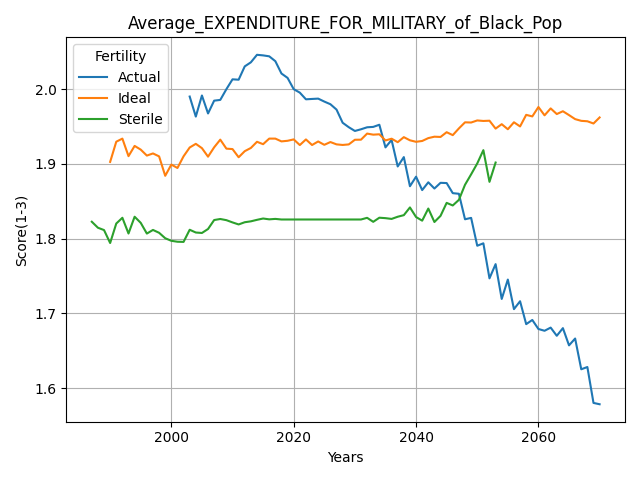 Average_EXPENDITURE_FOR_MILITARY_of_Black_Pop
Fertility
Actual
Ideal
Sterile
Score(1-3)
2.0
1.9
1.8
1.7
1.6
2000 2020 2040 2060
Years